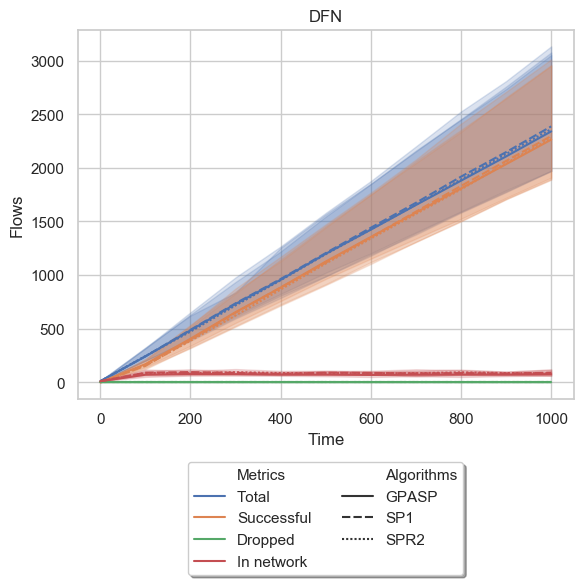 DFN
3000
2500
2000
1500
1000
500
0
Flows
0 200 400 600 800 1000
Time
Metrics Algorithms
Total GPASP
Successful SP1
Dropped SPR2
In network